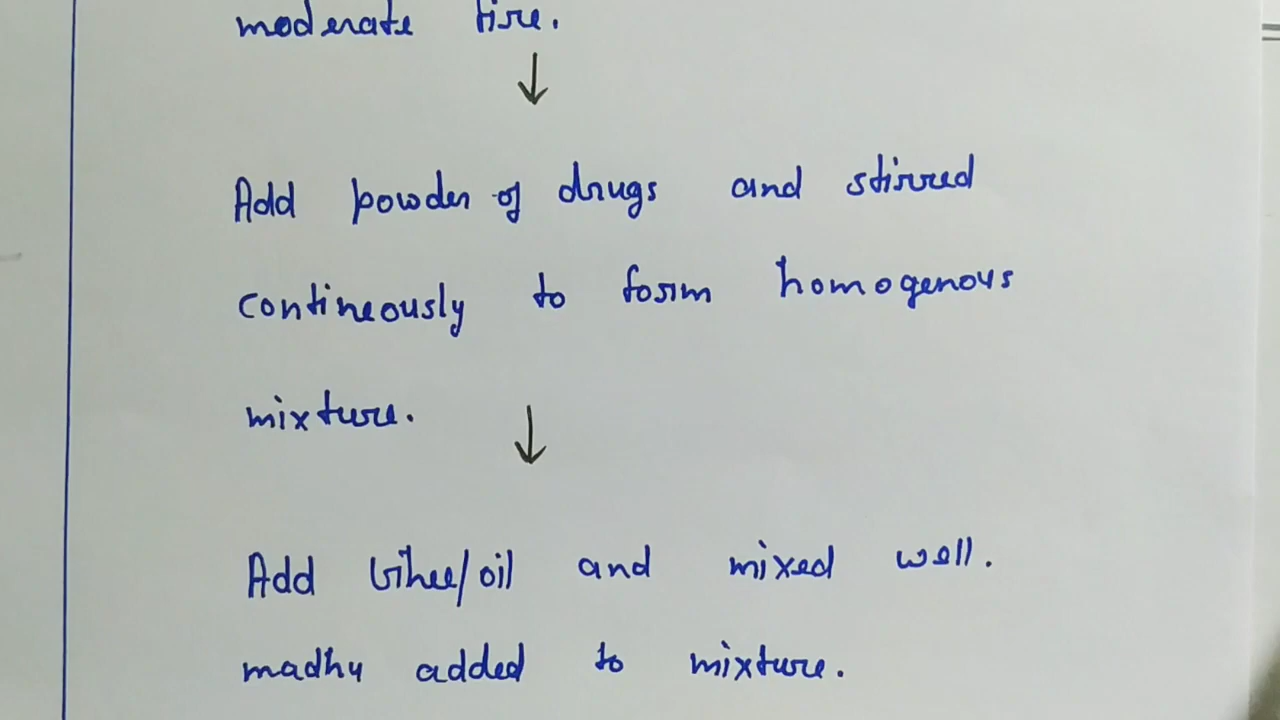 moderate fire.
↓
Add powder of drugs and stirred
contineously to form homogenous
mixture. ↓
Add Ghee/oil and mixed well.
madhu added to mixture.